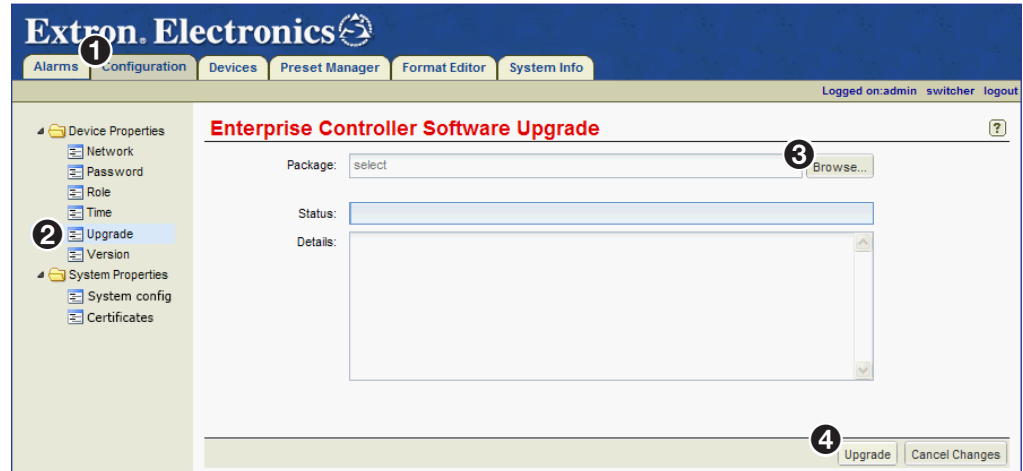 Extron. Electronics
1
Alarms Configuration Devices Preset Manager Format Editor System Info
Logged on:admin switcher logout
Device Properties
Network
Password
Role
Time
2 Upgrade
Version
System Properties
System config
Certificates
Enterprise Controller Software Upgrade ?
Package: select 3 Browse...
Status:
Details:
4 Upgrade Cancel Changes